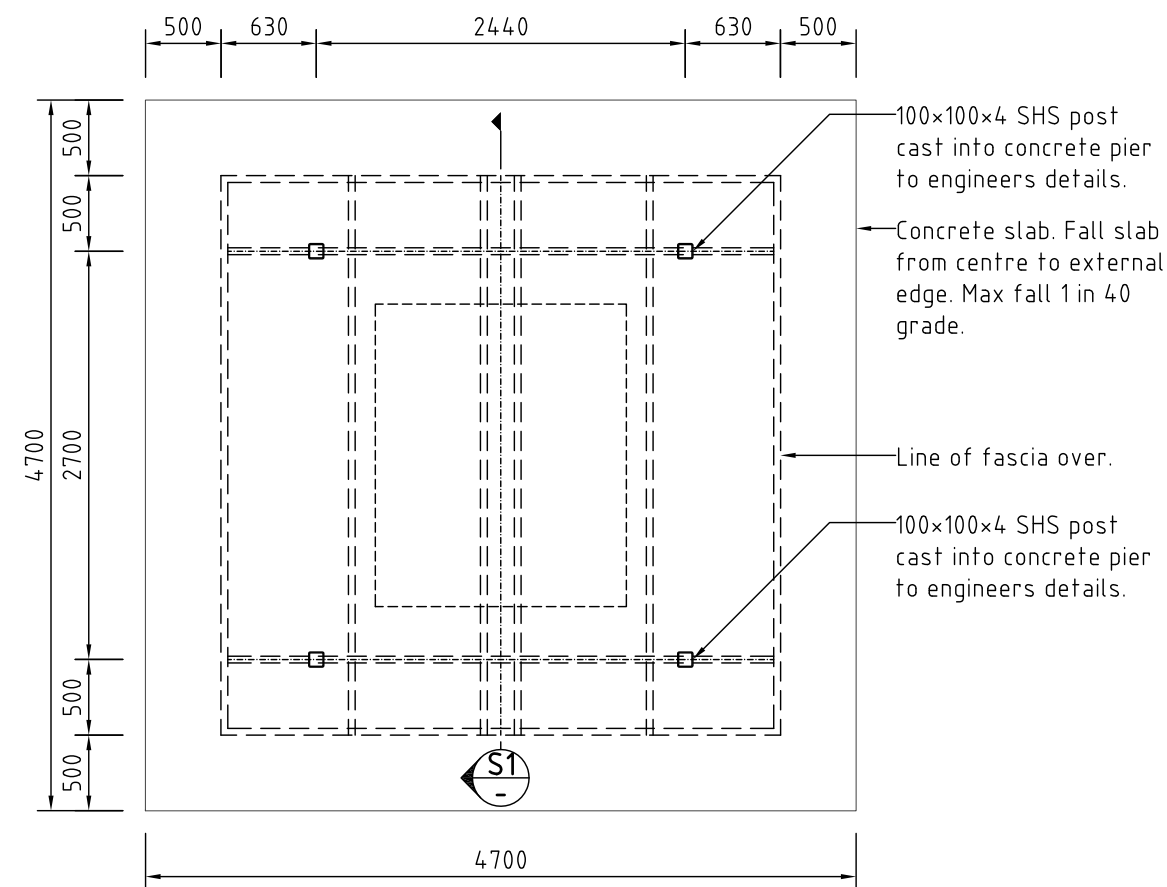 500 630 2440 630 500
500
500
4700
2700
500
500
100×100×4 SHS post
cast into concrete pier
to engineers details.
Concrete slab. Fall slab
from centre to external
edge. Max fall 1 in 40
grade.
Line of fascia over.
100×100×4 SHS post
cast into concrete pier
to engineers details.
S1
-
4700